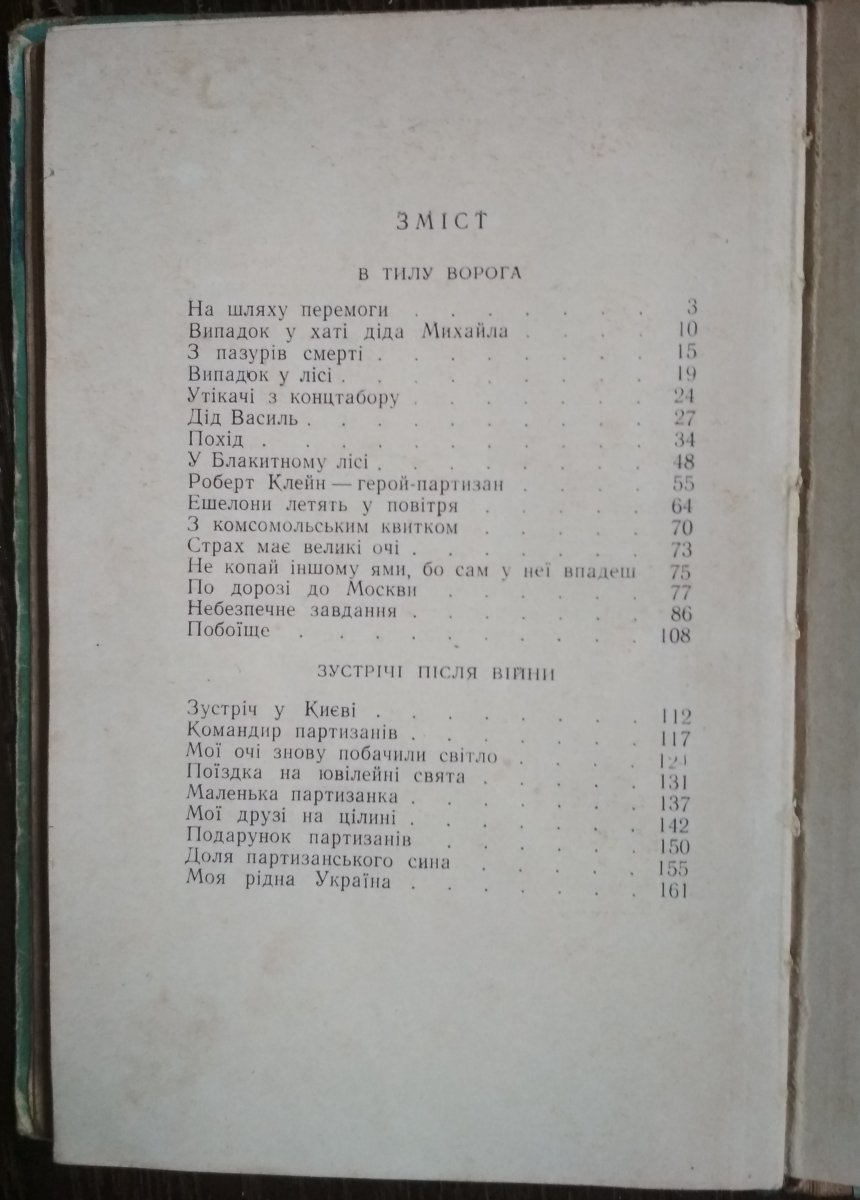 ЗМІСТ
В ТИЛУ ВОРОГА
На шляху перемоги . . . . . . . 3
Випадок у хаті діда Михайла . . . . 10
З пазурів смерті . . . . . . . . 15
Випадок у лісі . . . . . . . . . 19
Утікачі з концтабору . . . . . . . 24
Дід Василь . . . . . . . . . . 27
Похід . . . . . . . . . . . 34
У Блакитному лісі . . . . . . . . 48
Роберт Клейн — герой-партизан . . . . 55
Ешелони летять у повітря . . . . . 64
З комсомольським квитком . . . . . 70
Страх має великі очі . . . . . . . 73
Не копай іншому ями, бо сам у неї впадеш 75
По дорозі до Москви . . . . . . 77
Небезпечне завдання . . . . . . . 86
Побоїще . . . . . . . . . . 108
ЗУСТРІЧІ ПІСЛЯ ВІЙНИ
Зустріч у Києві . . . . . . . . 112
Командир партизанів . . . . . . . 117
Мої очі знову побачили світло . . . .
Поїздка на ювілейні свята . . . . . 131
Маленька партизанка . . . . . . . 137
Мої друзі на цілині . . . . . . . 142
Подарунок партизанів . . . . . . 150
Доля партизанського сина . . . . . 155
Моя рідна Україна . . . . . . . 161